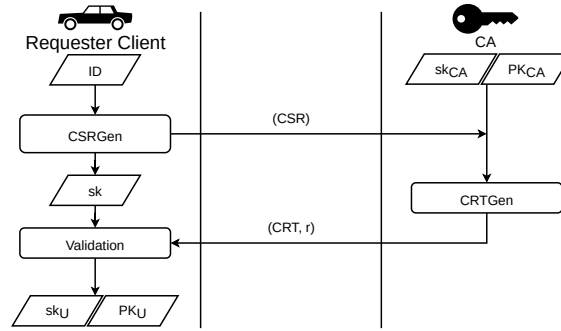 Requester Client
CA
ID
sk_CA
PK_CA
CSRGen
(CSR)
sk
CRTGen
Validation
(CRT, r)
sk_U
PK_U